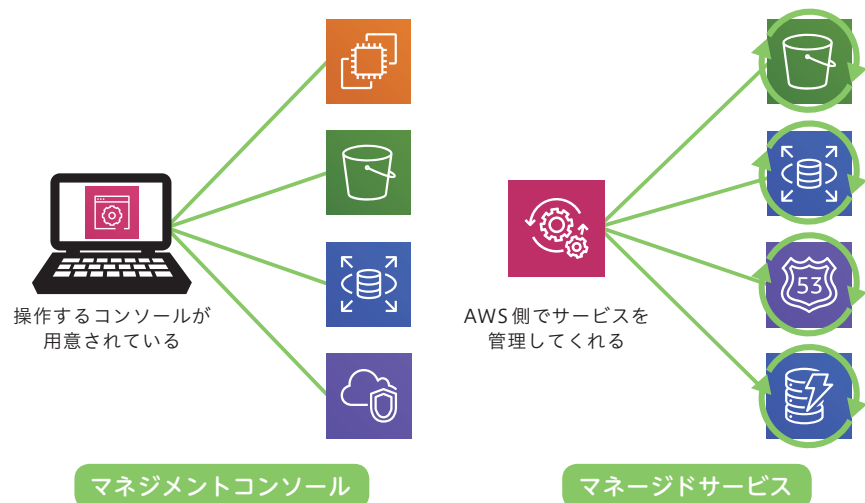 操作するコンソールが
用意されている
マネジメントコンソール
AWS側でサービスを
管理してくれる
53
マネージドサービス